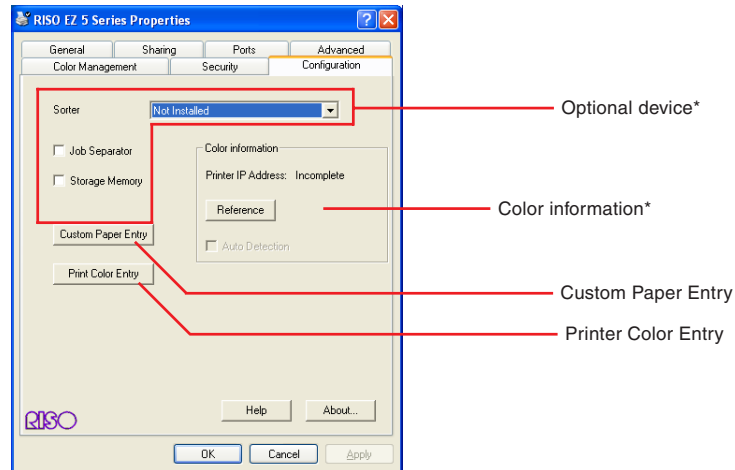 RISO EZ 5 Series Properties
General Sharing Ports Advanced
Color Management Security Configuration
Sorter Not Installed
Optional device*
Job Separator
Color information
Storage Memory
Printer IP Address: Incomplete
Reference
Color information*
Custom Paper Entry
Auto Detection
Print Color Entry
Custom Paper Entry
Printer Color Entry
Help About...
RISO
OK Cancel Apply